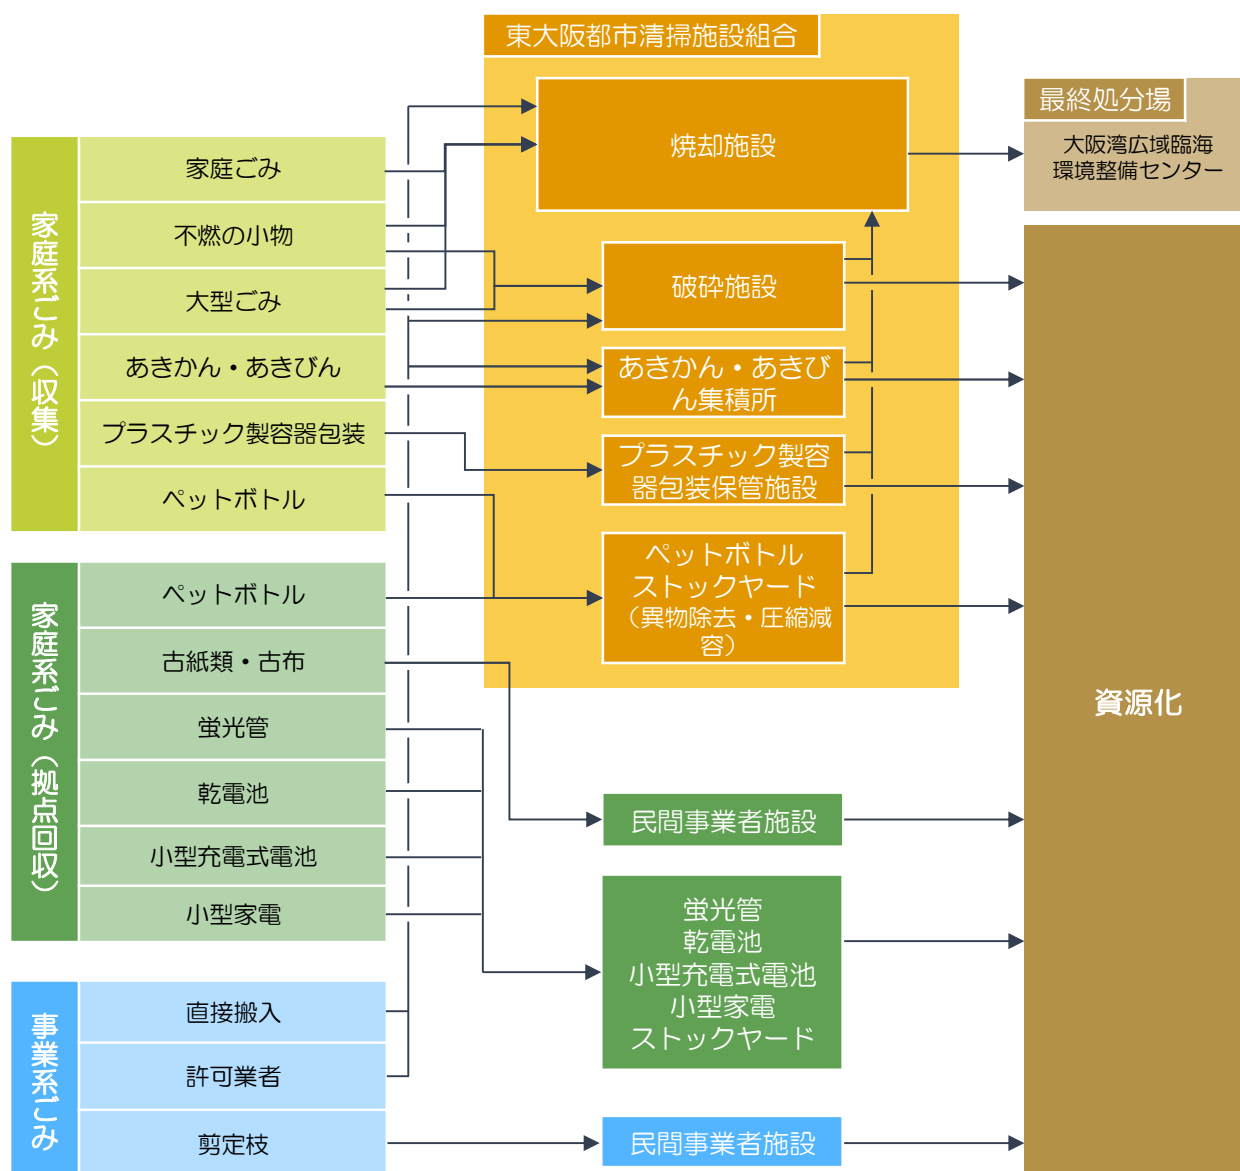 東大阪都市清掃施設組合
焼却施設
破砕施設
あきかん・あきび
ん集積所
プラスチック製容
器包装保管施設
ペットボトル
ストックヤード
（異物除去・圧縮減
容）
最終処分場
大阪湾広域臨海
環境整備センター
資源化
家庭系ごみ（収集）
家庭ごみ
不燃の小物
大型ごみ
あきかん・あきびん
プラスチック製容器包装
ペットボトル
家庭系ごみ（拠点回収）
ペットボトル
古紙類・古布
蛍光管
乾電池
小型充電式電池
小型家電
民間事業者施設
蛍光管
乾電池
小型充電式電池
小型家電
ストックヤード
事業系ごみ
直接搬入
許可業者
剪定枝
民間事業者施設